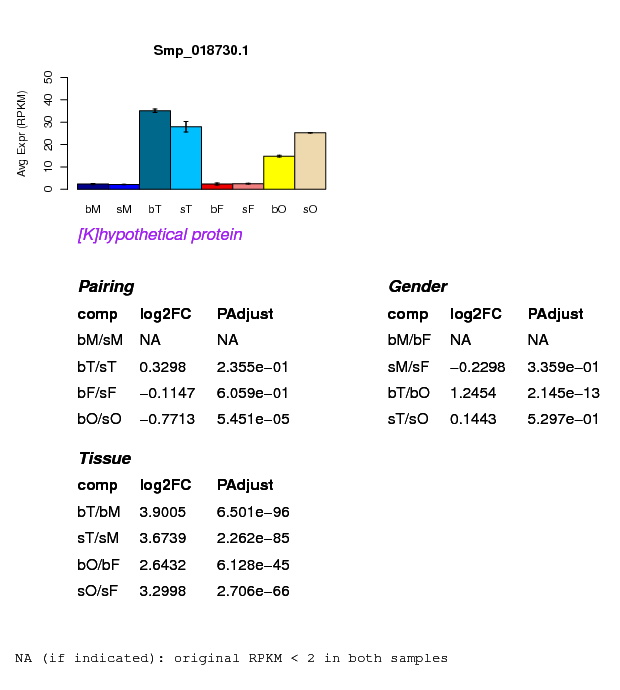 Smp_018730.1
Avg Expr (RPKM)
50
40
30
20
10
0
bM sM bT sT bF sF bO sO
[K]hypothetical protein
Pairing
comp log2FC PAdjust
bM/sM NA NA
bT/sT 0.3298 2.355e−01
bF/sF −0.1147 6.059e−01
bO/sO −0.7713 5.451e−05
Gender
comp log2FC PAdjust
bM/bF NA NA
sM/sF −0.2298 3.359e−01
bT/bO 1.2454 2.145e−13
sT/sO 0.1443 5.297e−01
Tissue
comp log2FC PAdjust
bT/bM 3.9005 6.501e−96
sT/sM 3.6739 2.262e−85
bO/bF 2.6432 6.128e−45
sO/sF 3.2998 2.706e−66
NA (if indicated): original RPKM < 2 in both samples